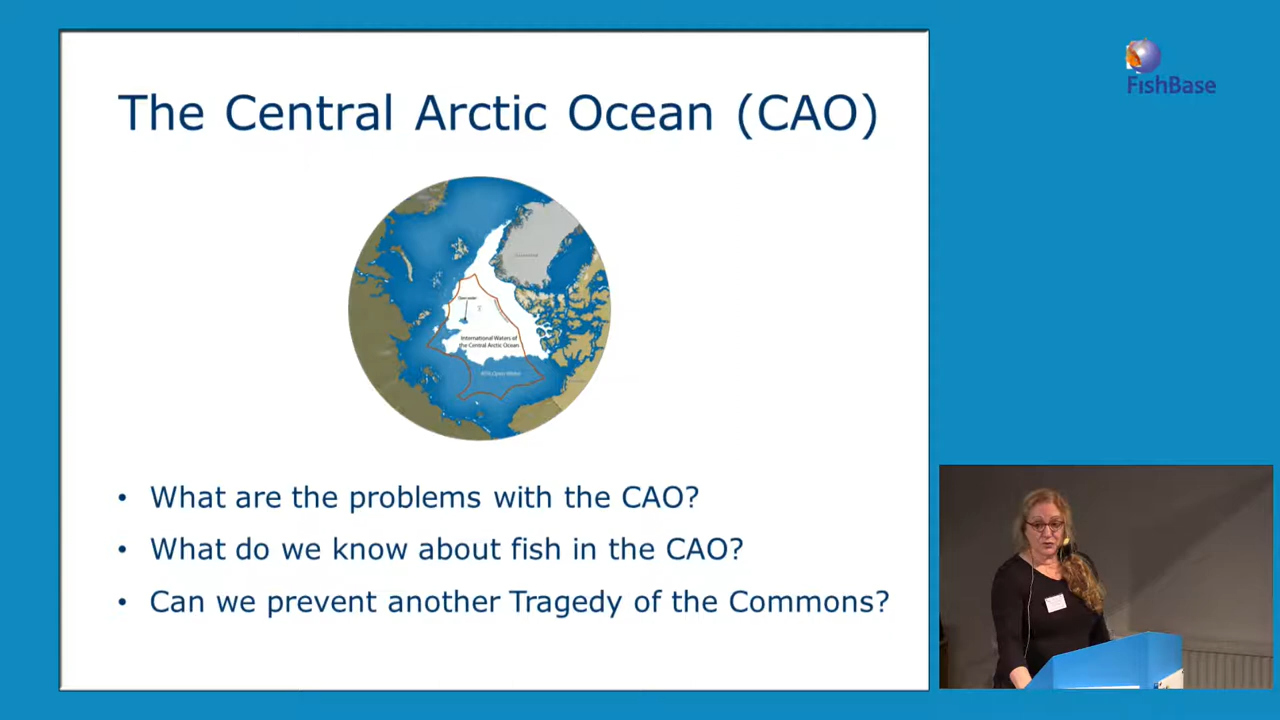 The Central Arctic Ocean (CAO)
FishBase
International Waters of
the Central Arctic Ocean
• What are the problems with the CAO?
• What do we know about fish in the CAO?
• Can we prevent another Tragedy of the Commons?